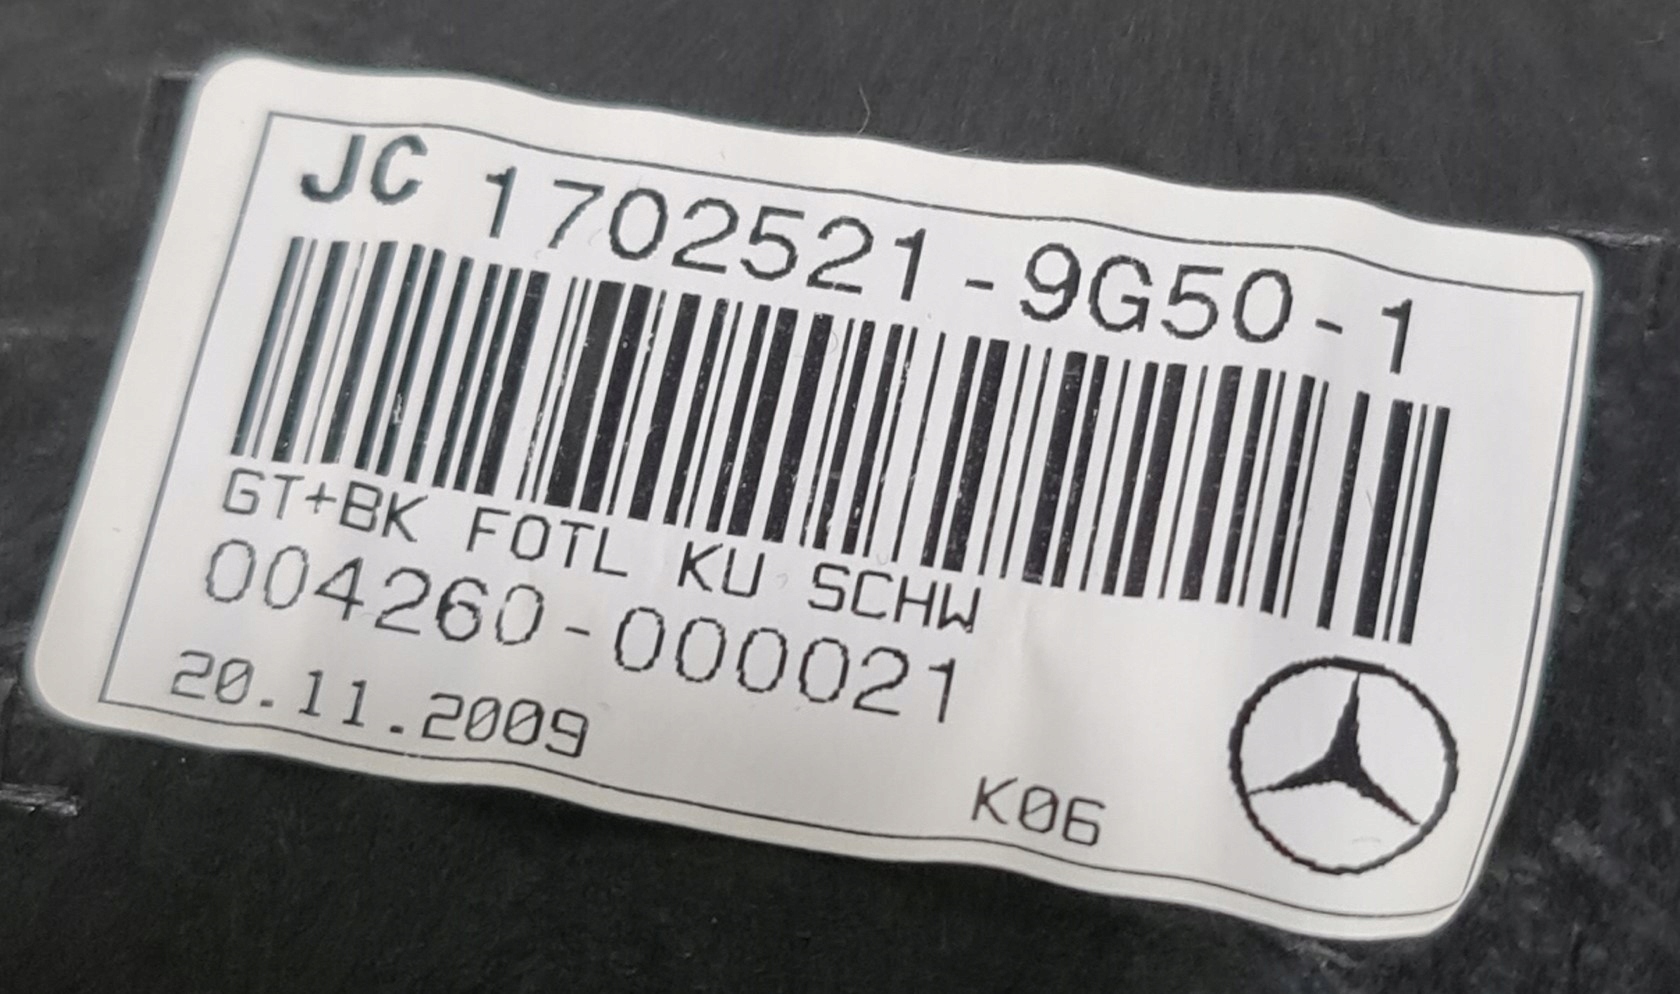 JC 1702521-9G50-1
GT+BK FOTL KU SCHW
004260-000021
20.11.2009
K06